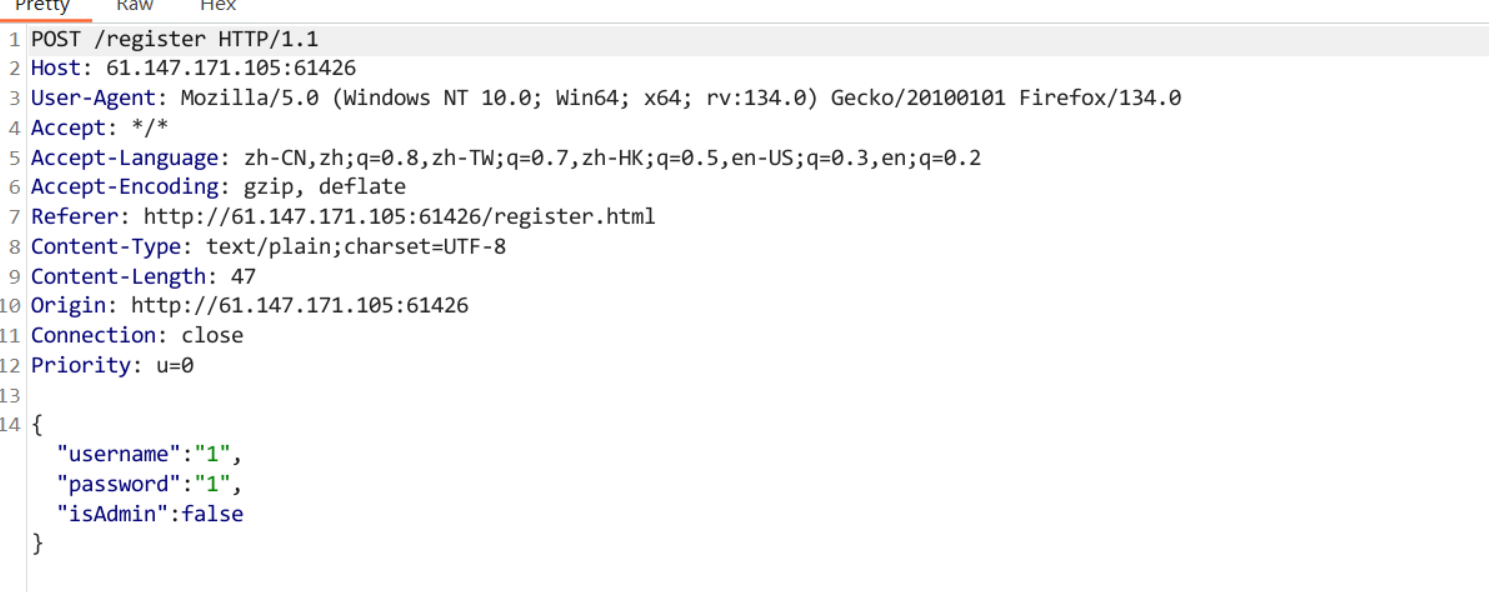 Pretty Raw Hex
1 POST /register HTTP/1.1
2 Host: 61.147.171.105:61426
3 User-Agent: Mozilla/5.0 (Windows NT 10.0; Win64; x64; rv:134.0) Gecko/20100101 Firefox/134.0
4 Accept: */*
5 Accept-Language: zh-CN,zh;q=0.8,zh-TW;q=0.7,zh-HK;q=0.5,en-US;q=0.3,en;q=0.2
6 Accept-Encoding: gzip, deflate
7 Referer: http://61.147.171.105:61426/register.html
8 Content-Type: text/plain;charset=UTF-8
9 Content-Length: 47
10 Origin: http://61.147.171.105:61426
11 Connection: close
12 Priority: u=0
13
14 {
"username":"1",
"password":"1",
"isAdmin":false
}